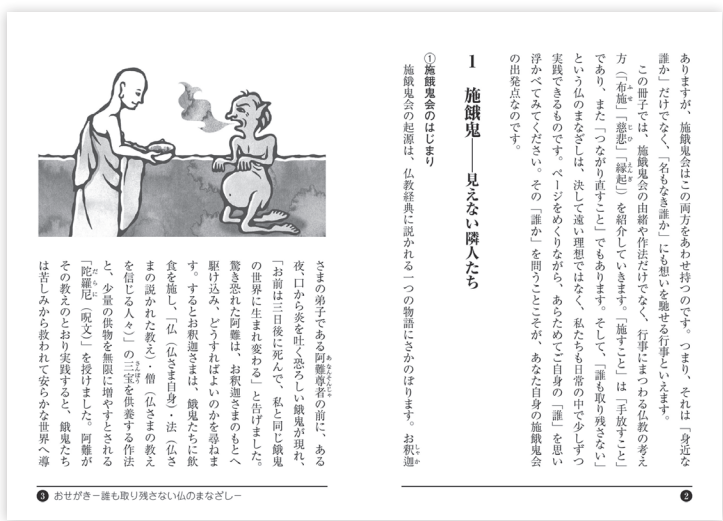 ありますが、施餓鬼会はこの両方をあわせ持つのです。つまり、それは「身近な
誰か」だけでなく、「名もなき誰か」にも想いを馳せる行事といえます。
この冊子では、施餓鬼会の由緒や作法だけでなく、行事にまつわる仏教の考え
方(「布施」「慈悲」「縁起」)を紹介していきます。「施すこと」は「手放すこと」
であり、また「つながり直すこと」でもあります。そして、「誰も取り残さない」
という仏のまなざしは、決して遠い理想ではなく、私たちも日常の中で少しずつ
実践できるものです。ページをめくりながら、あらためてご自身の「誰」を思い
浮かべてみてください。その「誰か」を問うことこそが、あなた自身の施餓鬼会
の出発点なのです。
1 施餓鬼――見えない隣人たち
①施餓鬼会のはじまり
施餓鬼会の起源は、仏教経典に説かれる一つの物語にさかのぼります。お釈迦
❷
さまの弟子である阿難尊者の前に、ある
夜、口から炎を吐く恐ろしい餓鬼が現れ、
「お前は三日後に死んで、私と同じ餓鬼
の世界に生まれ変わる」と告げました。
驚き恐れた阿難は、お釈迦さまのもとへ
駆け込み、どうすればよいのかを尋ねま
す。するとお釈迦さまは、餓鬼たちに飲
食を施し、「仏(仏さま自身)・法(仏さ
まの説かれた教え)・僧(仏さまの教え
を信じる人々)」の三宝を供養する作法
と、少量の供物を無限に増やすとされる
「陀羅尼(呪文)」を授けました。阿難が
その教えのとおり実践すると、餓鬼たち
は苦しみから救われて安らかな世界へ導
❸ おせがき－誰も取り残さない仏のまなざし－